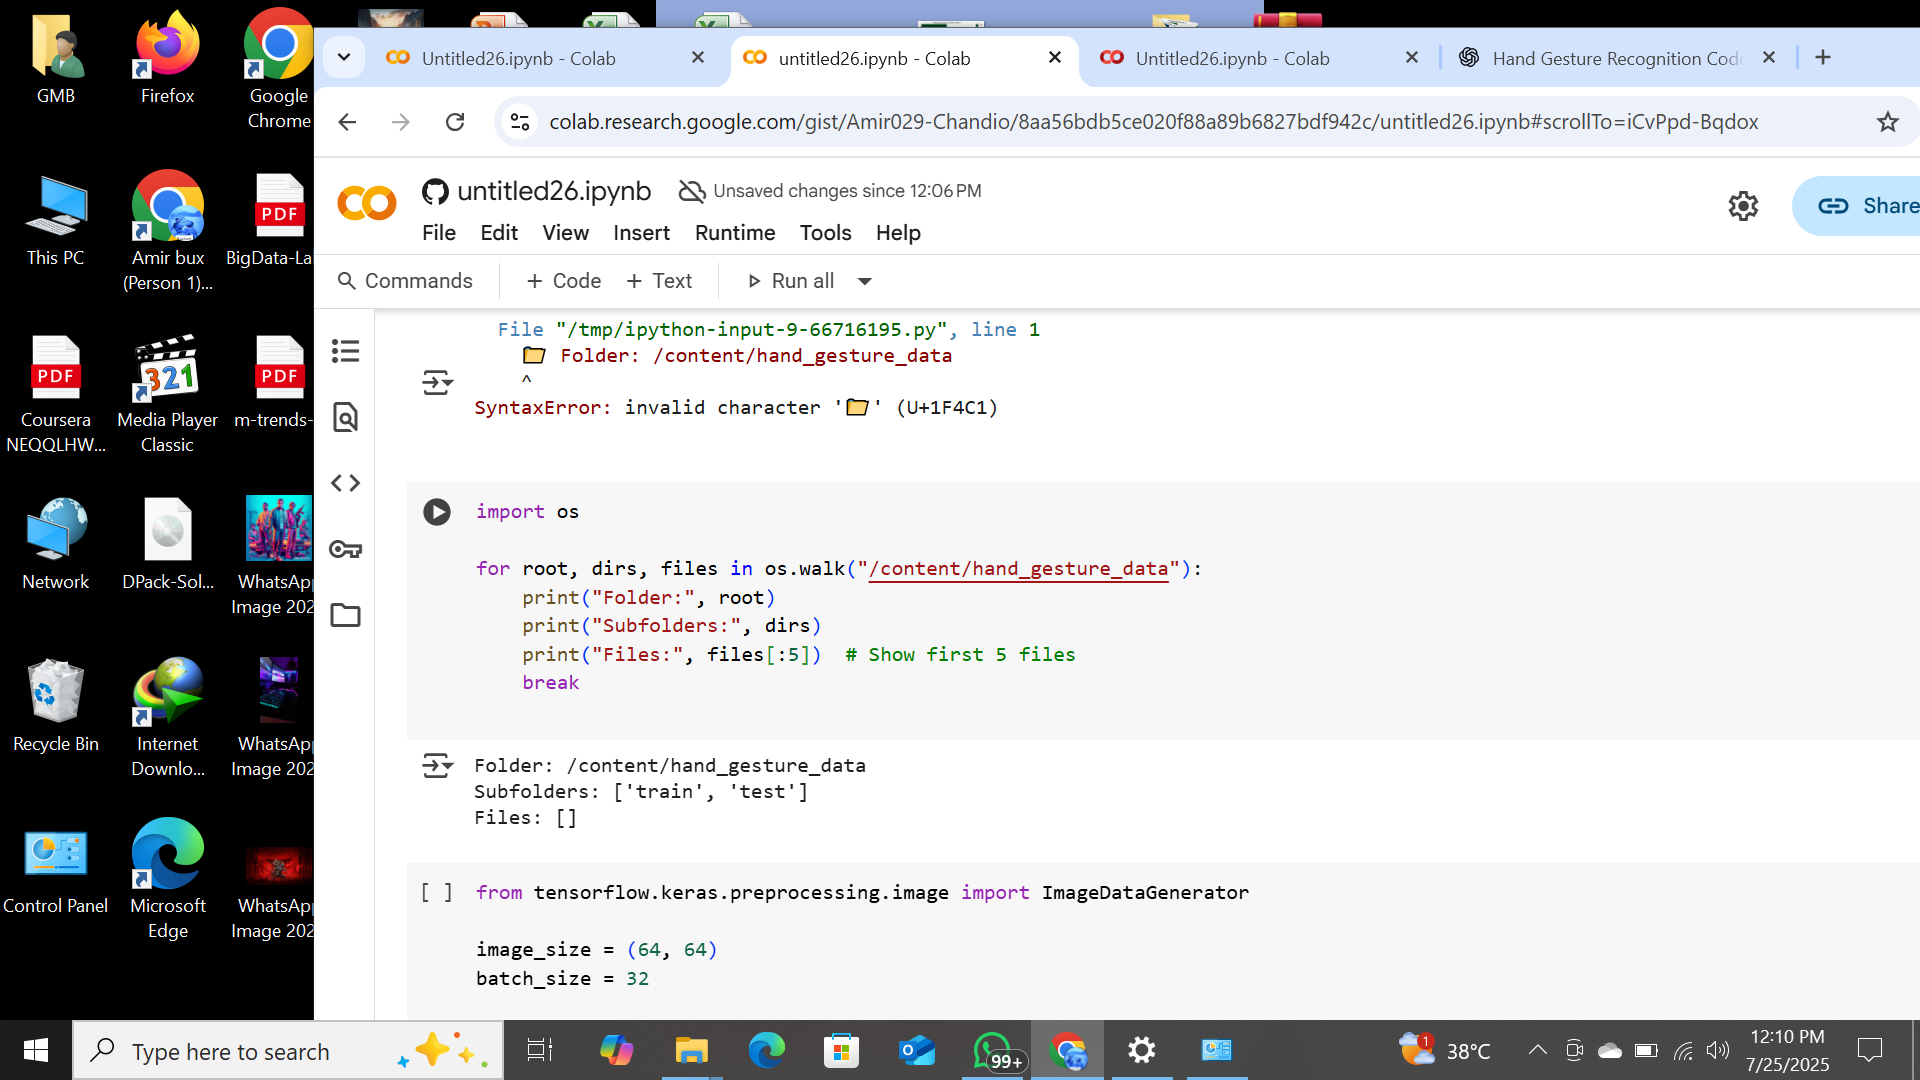 GMB
Firefox
Google
Chrome
This PC
Amir bux
(Person 1)...
PDF
BigData-La
PDF
Coursera
NEQQLHW...
321
Media Player
Classic
PDF
m-trends-
Network
DPack-Sol...
WhatsApp
Image 202
Recycle Bin
Internet
Downlo...
WhatsApp
Image 202
Control Panel
Microsoft
Edge
WhatsApp
Image 202
Untitled26.ipynb - Colab
untitled26.ipynb - Colab
Untitled26.ipynb - Colab
Hand Gesture Recognition Code
colab.research.google.com/gist/Amir029-Chandio/8aa56bdb5ce020f88a89b6827bdf942c/untitled26.ipynb#scrollTo=iCvPpd-Bqdox
untitled26.ipynb
Unsaved changes since 12:06 PM
File Edit View Insert Runtime Tools Help
Share
Commands + Code + Text Run all
File "/tmp/ipython-input-9-66716195.py", line 1
📁 Folder: /content/hand_gesture_data
^
SyntaxError: invalid character '📁' (U+1F4C1)
import os
for root, dirs, files in os.walk("/content/hand_gesture_data"):
print("Folder:", root)
print("Subfolders:", dirs)
print("Files:", files[:5]) # Show first 5 files
break
Folder: /content/hand_gesture_data
Subfolders: ['train', 'test']
Files: []
[ ] from tensorflow.keras.preprocessing.image import ImageDataGenerator
image_size = (64, 64)
batch_size = 32
Type here to search
99+
1
38°C
12:10 PM
7/25/2025